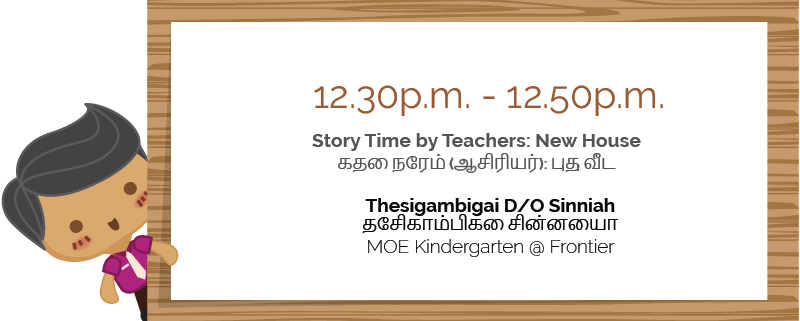 12.30p.m. - 12.50p.m.
Story Time by Teachers: New House
கதை நேரம் (ஆசிரியர்): புத வீட
Thesigambigai D/O Sinniah
தேசிகாம்பிகை சின்னையா
MOE Kindergarten @ Frontier